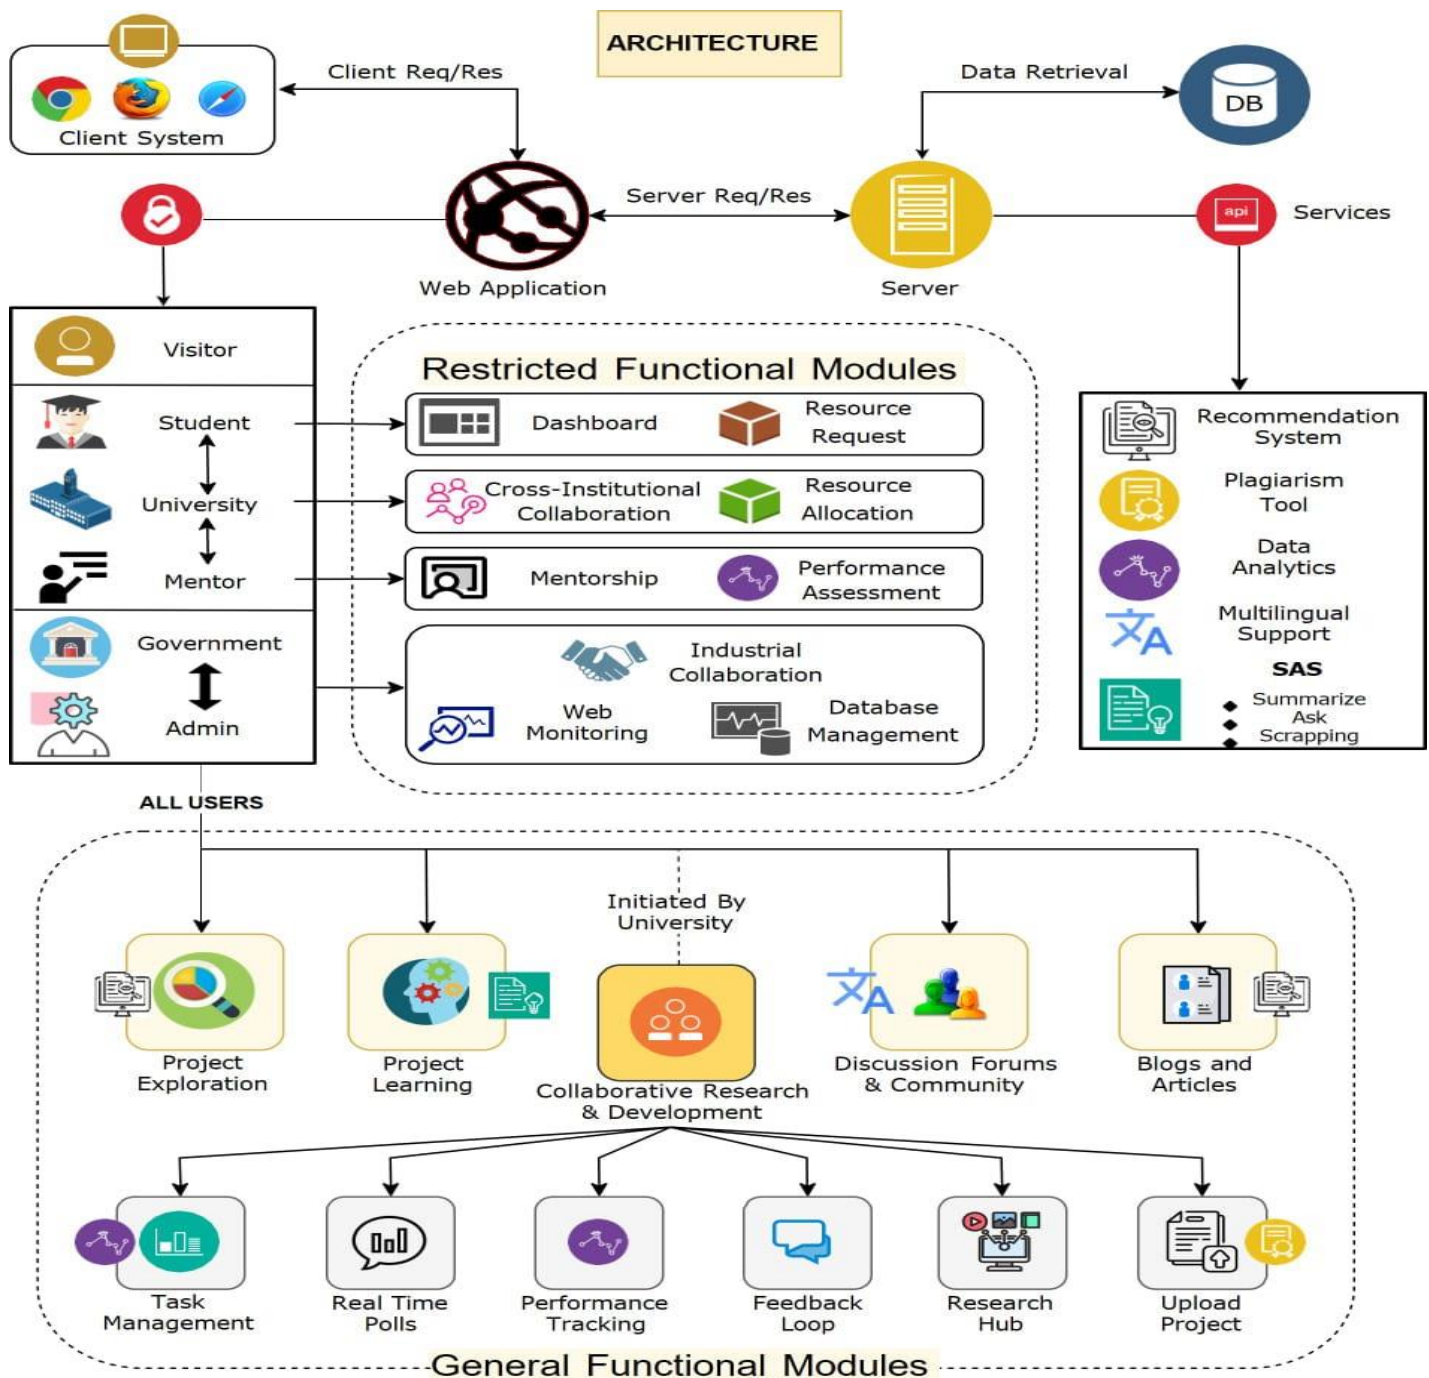 ARCHITECTURE
Client Req/Res
Data Retrieval
DB
Client System
Server Req/Res
api
Services
Web Application
Server
Visitor
Student
University
Mentor
Government
Admin
Restricted Functional Modules
Dashboard
Resource
Request
Cross-Institutional
Collaboration
Resource
Allocation
Mentorship
Performance
Assessment
Industrial
Collaboration
Web
Monitoring
Database
Management
Recommendation
System
Plagiarism
Tool
Data
Analytics
Multilingual
Support
SAS
Summarize
Ask
Scrapping
ALL USERS
Initiated By
University
Project
Exploration
Project
Learning
Collaborative Research
& Development
Discussion Forums
& Community
Blogs and
Articles
Task
Management
Real Time
Polls
Performance
Tracking
Feedback
Loop
Research
Hub
Upload
Project
General Functional Modules